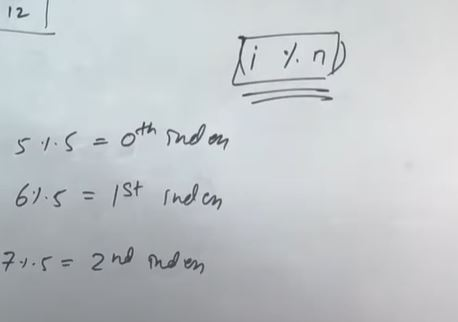 12
(i % n)
5 % 5 = 0th index
6 % 5 = 1st index
7 % 5 = 2nd index